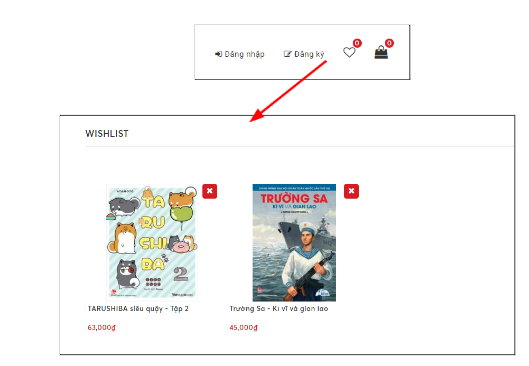 Đăng nhập
Đăng ký
0
0
WISHLIST
TA
RU
SHI
BA
2
TRƯỜNG SA
KÌ VĨ VÀ GIAN LAO
TARUSHIBA siêu quậy - Tập 2
Trường Sa - Kì vĩ và gian lao
63,000₫
45,000₫